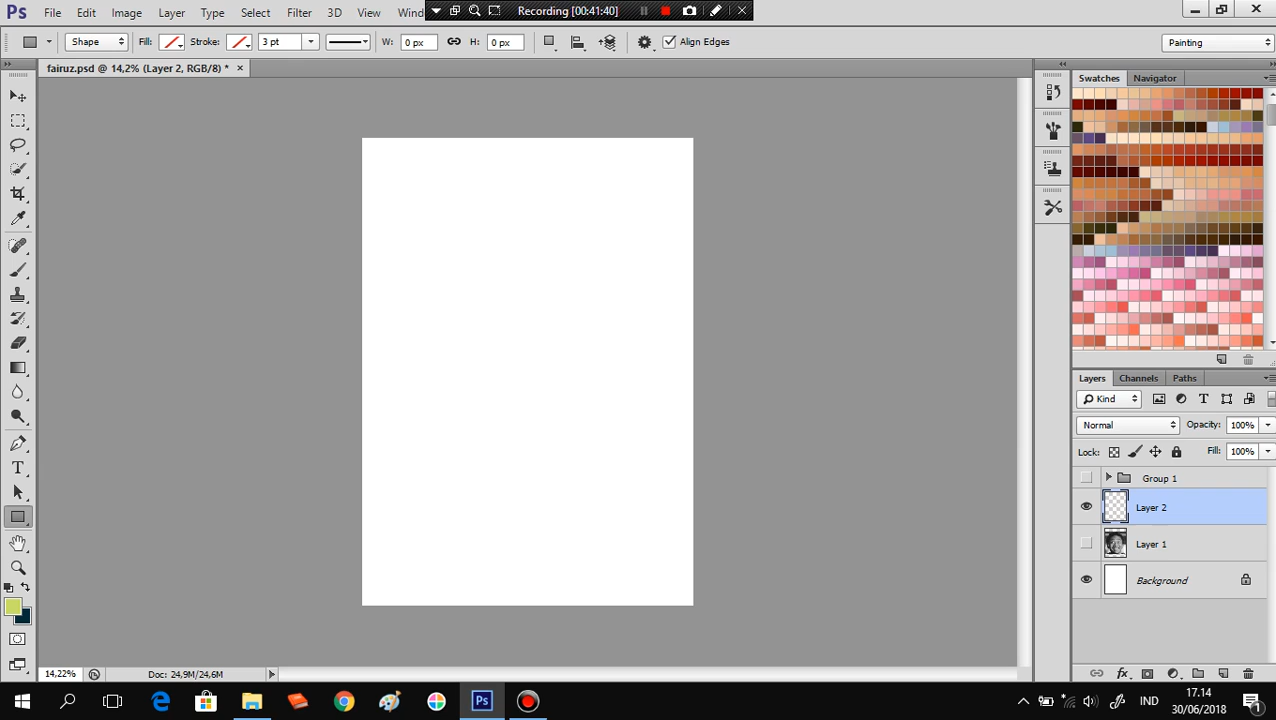 Ps File Edit Image Layer Type Select Filter 3D View Wind
Recording [00:41:40]
Shape Fill: Stroke: 3 pt W: 0 px H: 0 px Align Edges Painting
fairuz.psd @ 14,2% (Layer 2, RGB/8) * ×
Swatches Navigator
Layers Channels Paths
Kind
Normal Opacity: 100%
Lock: Fill: 100%
Group 1
Layer 2
Layer 1
Background
14,22% Doc: 24,9M/24,6M
fx
Ps IND 17.14
30/06/2018